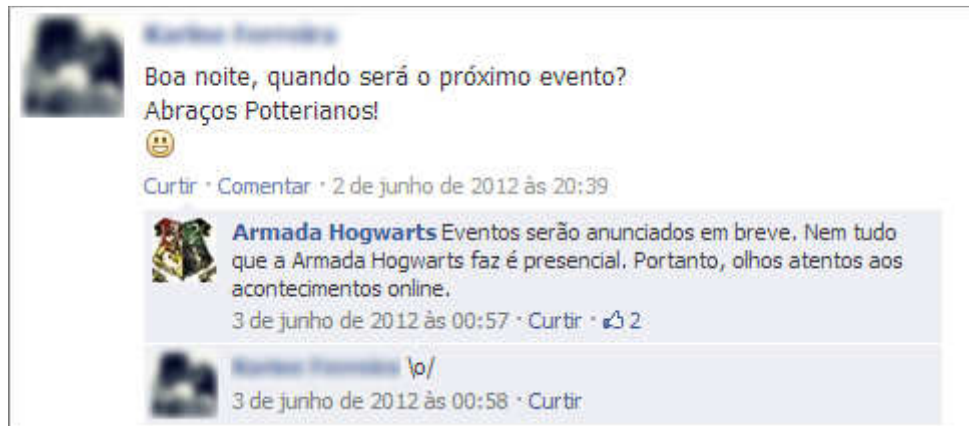 Boa noite, quando será o próximo evento?
Abraços Potterianos!
Curtir · Comentar · 2 de junho de 2012 às 20:39
Armada Hogwarts Eventos serão anunciados em breve. Nem tudo
que a Armada Hogwarts faz é presencial. Portanto, olhos atentos aos
acontecimentos online.
3 de junho de 2012 às 00:57 · Curtir · 2
\o/
3 de junho de 2012 às 00:58 · Curtir